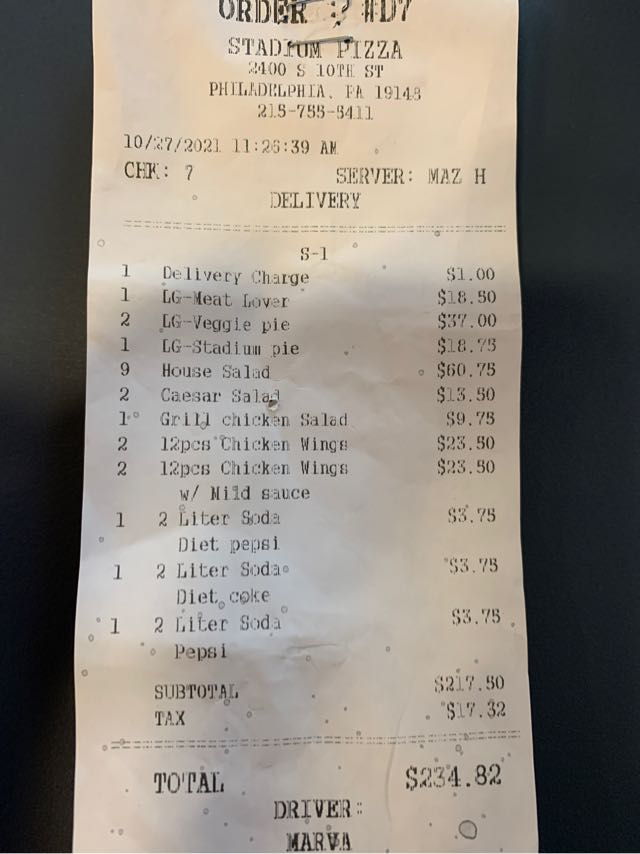 ORDER : #D7
STADIUM PIZZA
2400 S 10TH ST
PHILADELPHIA, PA 19148
215-755-5411
10/27/2021 11:26:39 AM
CHK: 7 SERVER: MAZ H
DELIVERY
S-1
1 Delivery Charge $1.00
1 LG-Meat Lover $18.50
2 LG-Veggie pie $37.00
1 LG-Stadium pie $18.75
9 House Salad $60.75
2 Caesar Salad $13.50
1 Grill chicken Salad $9.75
2 12pcs Chicken Wings $23.50
2 12pcs Chicken Wings $23.50
w/ Mild sauce
1 2 Liter Soda $3.75
Diet pepsi
1 2 Liter Soda $3.75
Diet coke
1 2 Liter Soda $3.75
Pepsi
SUBTOTAL $217.50
TAX $17.32
TOTAL $234.82
DRIVER:
MARVA